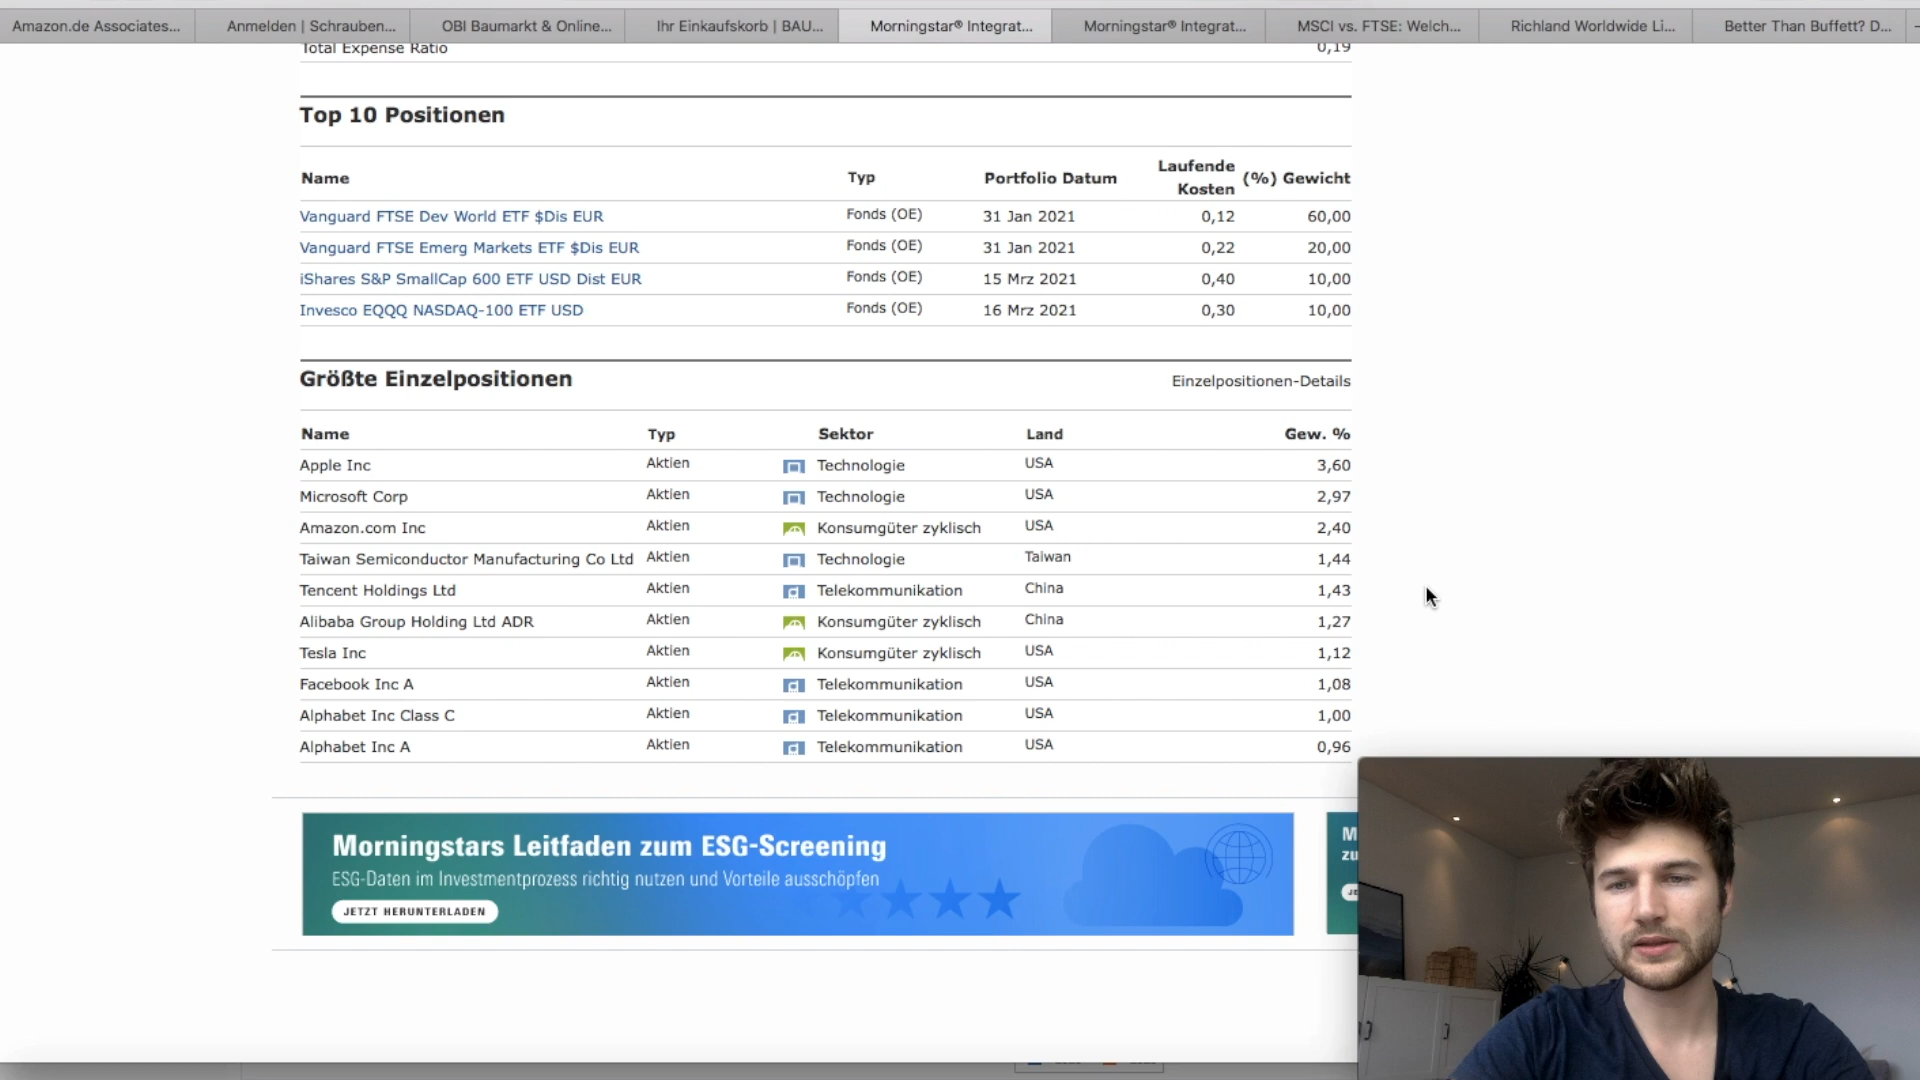 Amazon.de Associates...
Anmelden | Schrauben...
OBI Baumarkt & Online...
Ihr Einkaufskorb | BAU...
Morningstar® Integrat...
Morningstar® Integrat...
MSCI vs. FTSE: Welch...
Richland Worldwide Li...
Better Than Buffett? D...
Total Expense Ratio 0,19
Top 10 Positionen
Name Typ Portfolio Datum Laufende Kosten (%) Gewicht
Vanguard FTSE Dev World ETF $Dis EUR Fonds (OE) 31 Jan 2021 0,12 60,00
Vanguard FTSE Emerg Markets ETF $Dis EUR Fonds (OE) 31 Jan 2021 0,22 20,00
iShares S&P SmallCap 600 ETF USD Dist EUR Fonds (OE) 15 Mrz 2021 0,40 10,00
Invesco EQQQ NASDAQ-100 ETF USD Fonds (OE) 16 Mrz 2021 0,30 10,00
Größte Einzelpositionen Einzelpositionen-Details
Name Typ Sektor Land Gew. %
Apple Inc Aktien Technologie USA 3,60
Microsoft Corp Aktien Technologie USA 2,97
Amazon.com Inc Aktien Konsumgüter zyklisch USA 2,40
Taiwan Semiconductor Manufacturing Co Ltd Aktien Technologie Taiwan 1,44
Tencent Holdings Ltd Aktien Telekommunikation China 1,43
Alibaba Group Holding Ltd ADR Aktien Konsumgüter zyklisch China 1,27
Tesla Inc Aktien Konsumgüter zyklisch USA 1,12
Facebook Inc A Aktien Telekommunikation USA 1,08
Alphabet Inc Class C Aktien Telekommunikation USA 1,00
Alphabet Inc A Aktien Telekommunikation USA 0,96
Morningstars Leitfaden zum ESG-Screening
ESG-Daten im Investmentprozess richtig nutzen und Vorteile ausschöpfen
JETZT HERUNTERLADEN
M
zu
JE